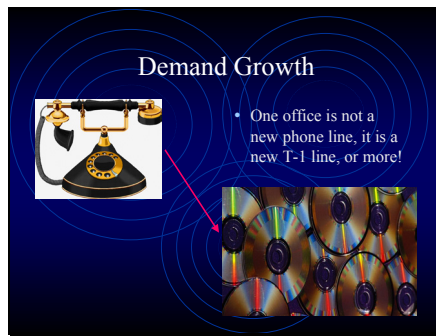 Demand Growth
• One office is not a
new phone line, it is a
new T-1 line, or more!